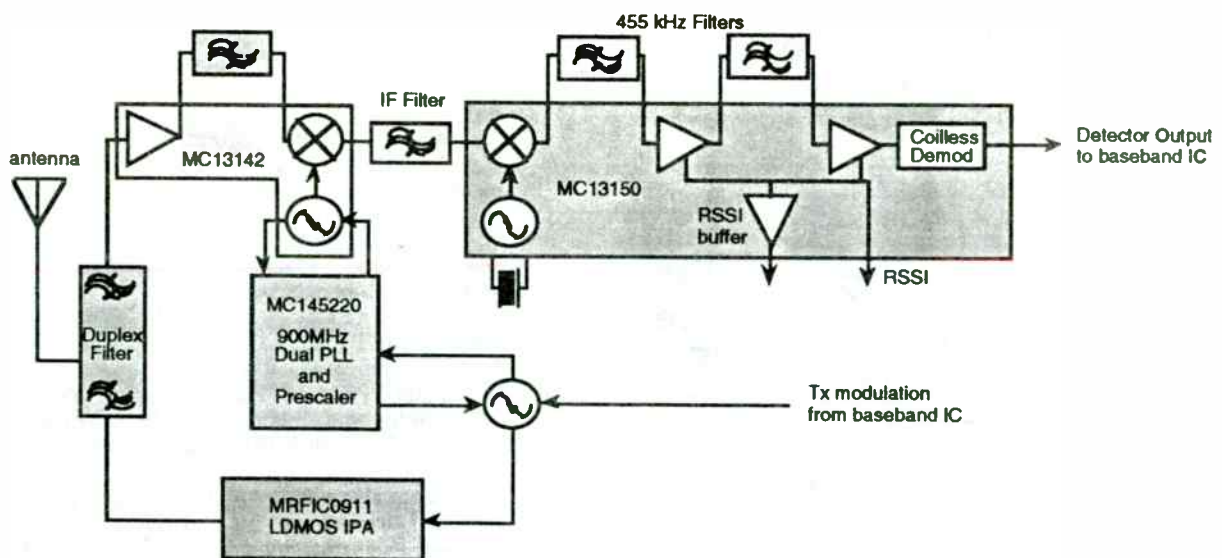 455 kHz Filters
IF Filter
antenna
MC13142
MC13150
Coilless
Demod
Detector Output
to baseband IC
RSSI
buffer
RSSI
Duplex
Filter
MC145220
900MHz
Dual PLL
and
Prescaler
Tx modulation
from baseband IC
MRFIC0911
LDMOS IPA